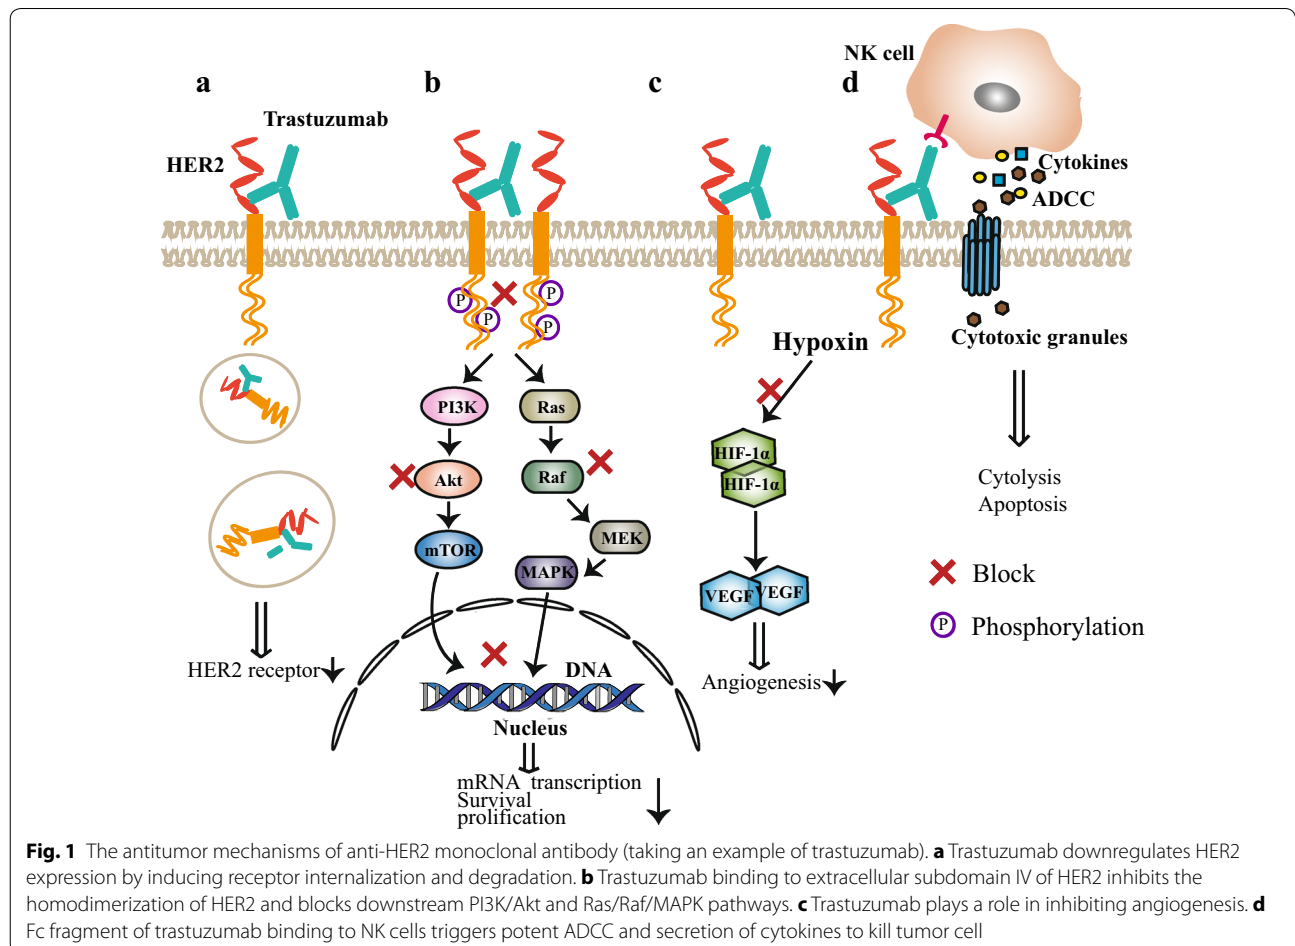 a
b
c
d
NK cell
Trastuzumab
HER2
Cytokines
ADCC
P
P
P
P
Hypoxin
Cytotoxic granules
PI3K
Ras
Akt
Raf
mTOR
MEK
MAPK
HIF-1α
HIF-1α
VEGF
VEGF
Cytolysis
Apoptosis
Block
P
Phosphorylation
HER2 receptor
DNA
Nucleus
Angiogenesis
mRNA transcription
Survival
prolification
Fig. 1 The antitumor mechanisms of anti-HER2 monoclonal antibody (taking an example of trastuzumab). a Trastuzumab downregulates HER2
expression by inducing receptor internalization and degradation. b Trastuzumab binding to extracellular subdomain IV of HER2 inhibits the
homodimerization of HER2 and blocks downstream PI3K/Akt and Ras/Raf/MAPK pathways. c Trastuzumab plays a role in inhibiting angiogenesis. d
Fc fragment of trastuzumab binding to NK cells triggers potent ADCC and secretion of cytokines to kill tumor cell